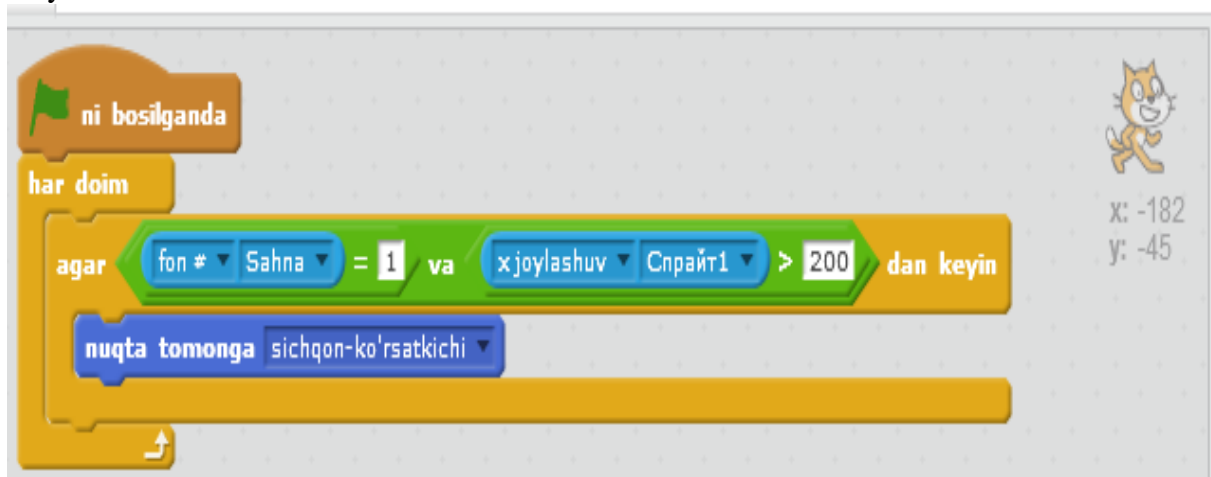 ni bosilganda
har doim
agar fon # Sahna = 1 va x joylashuv Спрайт1 > 200 dan keyin
nuqta tomonga sichqon-ko'rsatkichi
x: -182
y: -45